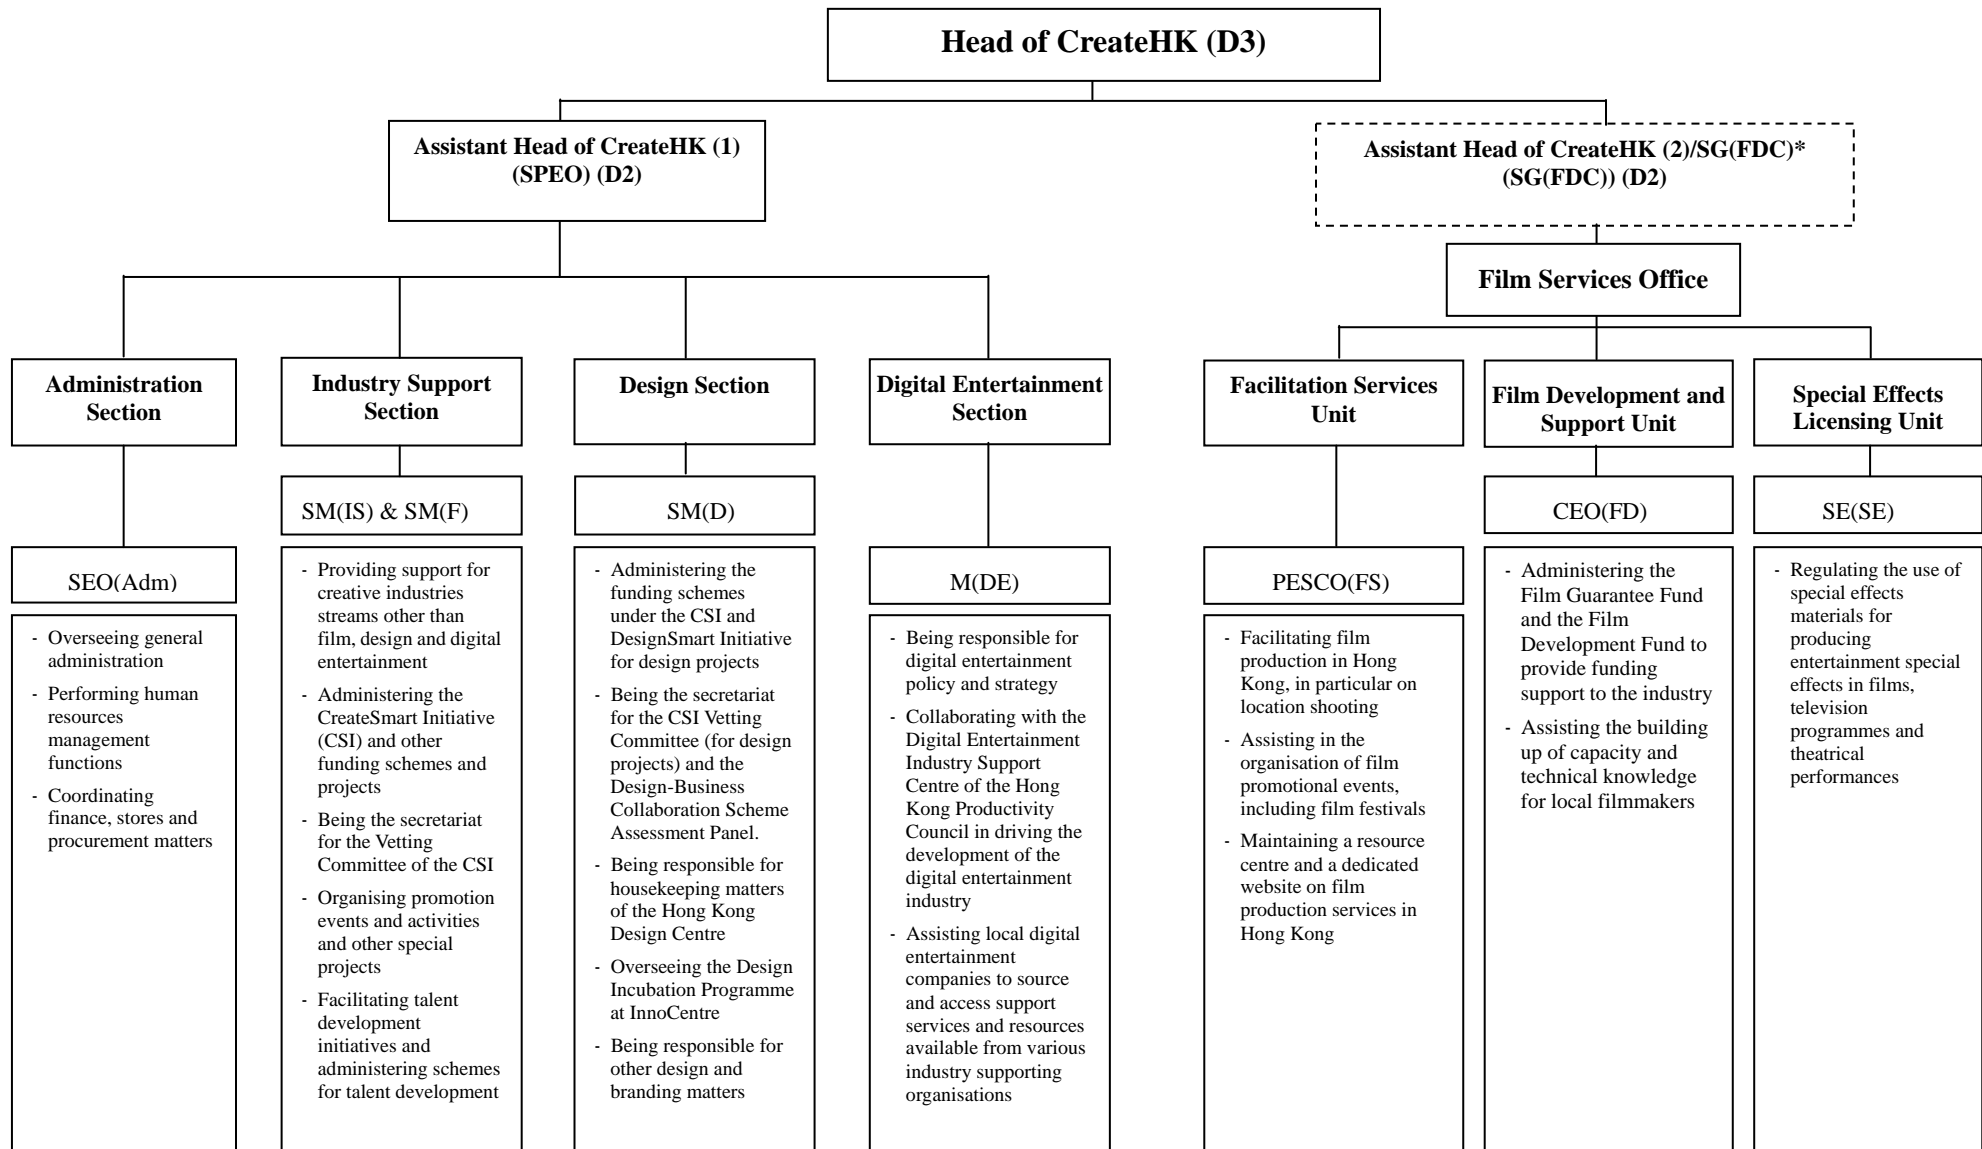 Head of CreateHK (D3)
Assistant Head of CreateHK (1)
(SPEO) (D2)
Assistant Head of CreateHK (2)/SG(FDC)*
(SG(FDC)) (D2)
Film Services Office
Administration
Section
Industry Support
Section
Design Section
Digital Entertainment
Section
Facilitation Services
Unit
Film Development and
Support Unit
Special Effects
Licensing Unit
SEO(Adm)
- Overseeing general
administration
- Performing human
resources
management
functions
- Coordinating
finance, stores and
procurement matters
SM(IS) & SM(F)
- Providing support for
creative industries
streams other than
film, design and digital
entertainment
- Administering the
CreateSmart Initiative
(CSI) and other
funding schemes and
projects
- Being the secretariat
for the Vetting
Committee of the CSI
- Organising promotion
events and activities
and other special
projects
- Facilitating talent
development
initiatives and
administering schemes
for talent development
SM(D)
- Administering the
funding schemes
under the CSI and
DesignSmart Initiative
for design projects
- Being the secretariat
for the CSI Vetting
Committee (for design
projects) and the
Design-Business
Collaboration Scheme
Assessment Panel.
- Being responsible for
housekeeping matters
of the Hong Kong
Design Centre
- Overseeing the Design
Incubation Programme
at InnoCentre
- Being responsible for
other design and
branding matters
M(DE)
- Being responsible for
digital entertainment
policy and strategy
- Collaborating with the
Digital Entertainment
Industry Support
Centre of the Hong
Kong Productivity
Council in driving the
development of the
digital entertainment
industry
- Assisting local digital
entertainment
companies to source
and access support
services and resources
available from various
industry supporting
organisations
PESCO(FS)
- Facilitating film
production in Hong
Kong, in particular on
location shooting
- Assisting in the
organisation of film
promotional events,
including film festivals
- Maintaining a resource
centre and a dedicated
website on film
production services in
Hong Kong
CEO(FD)
- Administering the
Film Guarantee Fund
and the Film
Development Fund to
provide funding
support to the industry
- Assisting the building
up of capacity and
technical knowledge
for local filmmakers
SE(SE)
- Regulating the use of
special effects
materials for
producing
entertainment special
effects in films,
television
programmes and
theatrical
performances